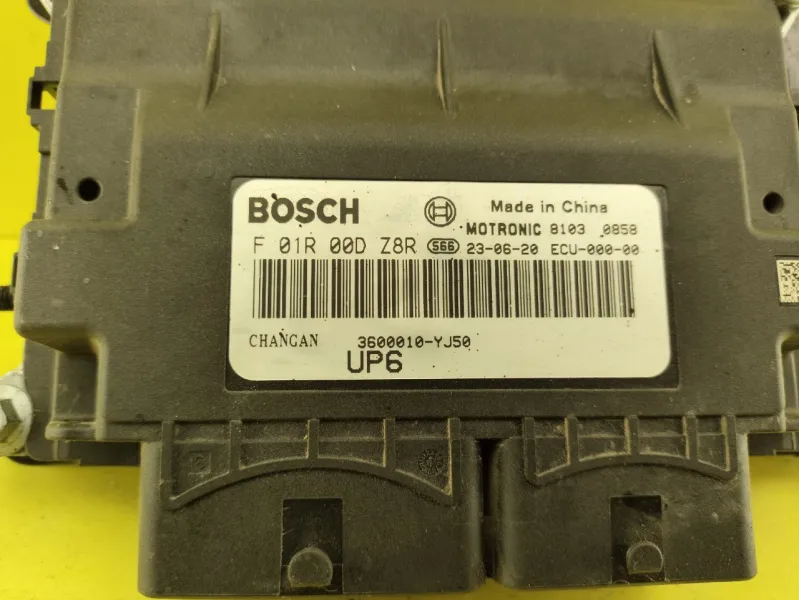 BOSCH Made in China
MOTRONIC 8103 0858
F 01R 00D Z8R 566 23-06-20 ECU-000-00
CHANGAN 3600010-YJ50
UP6